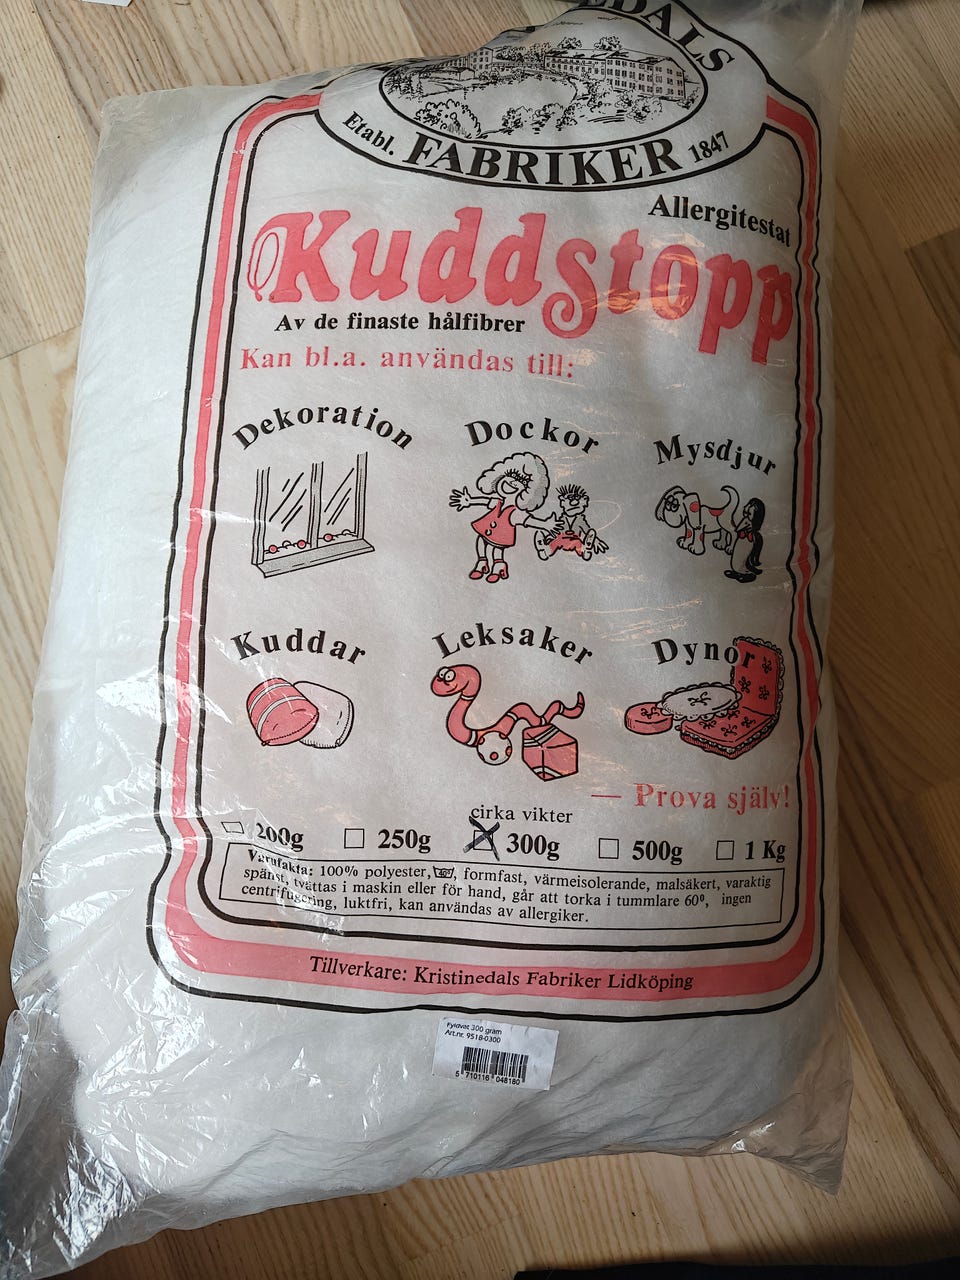 EDALS
Etabl. FABRIKER 1847
Allergitestat
Kuddstopp
Av de finaste hålfibrer
Kan bl.a. användas till:
Dekoration Dockor Mysdjur
Kuddar Leksaker Dynor
— Prova själv!
cirka vikter
200g 250g 300g 500g 1 Kg
Varufakta: 100% polyester, 60°, formfast, värmeisolerande, malsäkert, varaktig
spänst, tvättas i maskin eller för hand, går att torka i tummlare 60⁰, ingen
centrifugering, luktfri, kan användas av allergiker.
Tillverkare: Kristinedals Fabriker Lidköping
Fyldvat 300 gram
Art.nr. 9518-0300
5 710116 048180